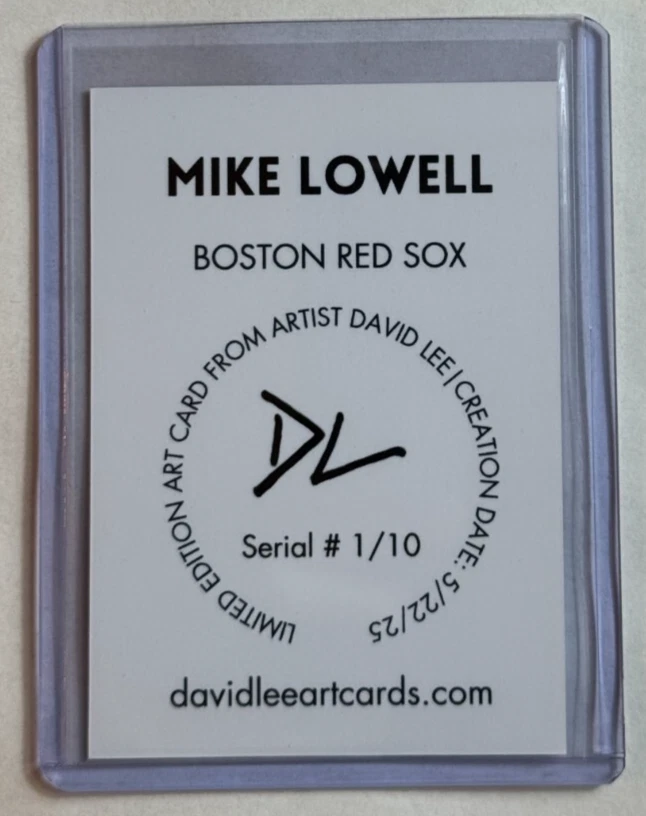 MIKE LOWELL
BOSTON RED SOX
LIMITED EDITION ART CARD FROM ARTIST DAVID LEE|CREATION DATE: 5/22/25
DL
Serial # 1/10
davidleeartcards.com